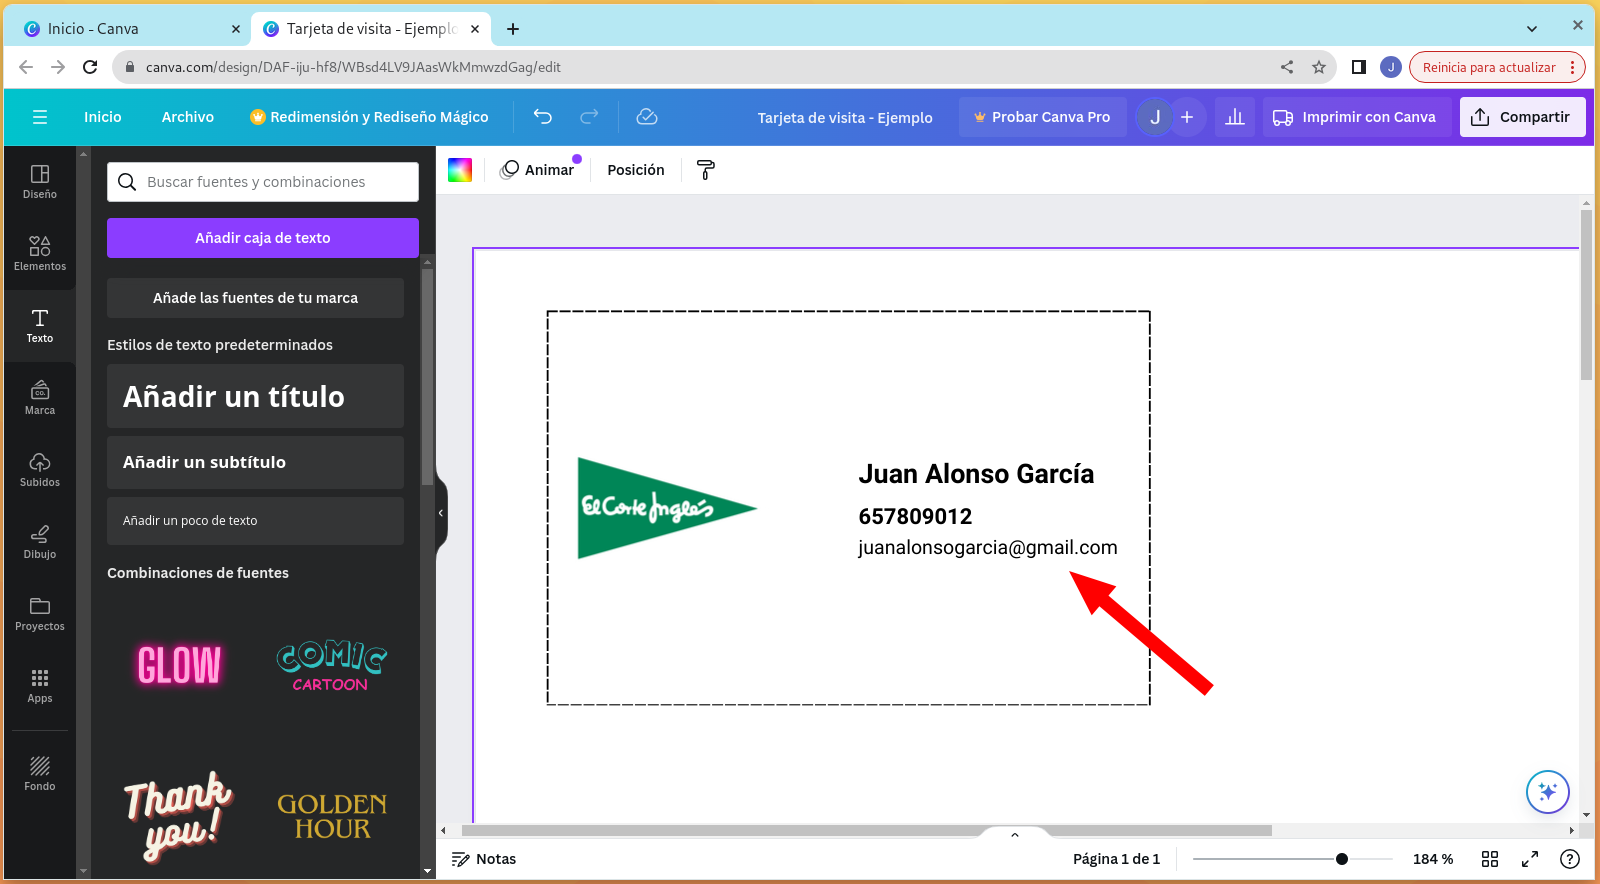 Inicio - Canva
Tarjeta de visita - Ejemplo
canva.com/design/DAF-iju-hf8/WBsd4LV9JAasWkMmwzdGag/edit
J
Reinicia para actualizar
Inicio
Archivo
Redimensión y Rediseño Mágico
Tarjeta de visita - Ejemplo
Probar Canva Pro
J
Imprimir con Canva
Compartir
Diseño
Elementos
Texto
CO.
Marca
Subidos
Dibujo
Proyectos
Apps
Fondo
Buscar fuentes y combinaciones
Añadir caja de texto
Añade las fuentes de tu marca
Estilos de texto predeterminados
Añadir un título
Añadir un subtítulo
Añadir un poco de texto
Combinaciones de fuentes
GLOW
COMIC
CARTOON
Thank
you!
GOLDEN
HOUR
Animar
Posición
El Corte Inglés
Juan Alonso García
657809012
juanalonsogarcia@gmail.com
Notas
Página 1 de 1
184 %